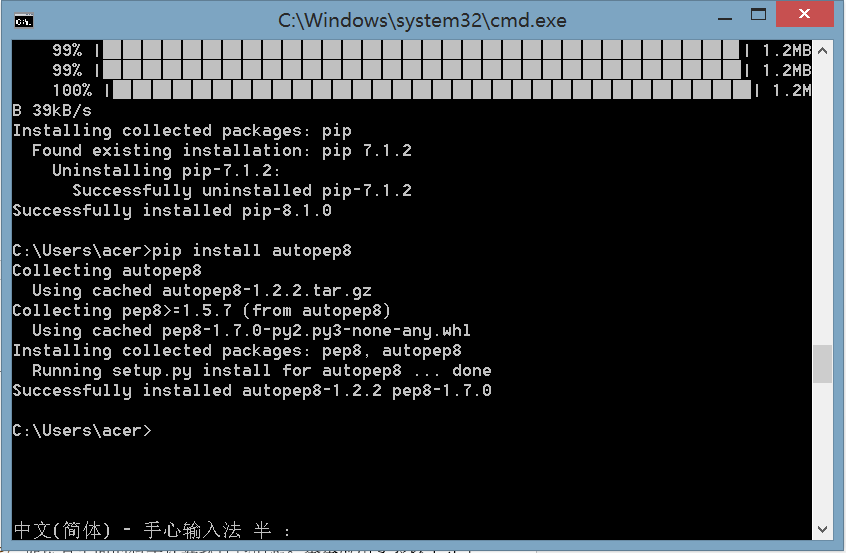 C:\Windows\system32\cmd.exe
99% | | 1.2MB
99% | | 1.2MB
100% | | 1.2M
B 39kB/s
Installing collected packages: pip
Found existing installation: pip 7.1.2
Uninstalling pip-7.1.2:
Successfully uninstalled pip-7.1.2
Successfully installed pip-8.1.0
C:\Users\acer>pip install autopep8
Collecting autopep8
Using cached autopep8-1.2.2.tar.gz
Collecting pep8>=1.5.7 (from autopep8)
Using cached pep8-1.7.0-py2.py3-none-any.whl
Installing collected packages: pep8, autopep8
Running setup.py install for autopep8 ... done
Successfully installed autopep8-1.2.2 pep8-1.7.0
C:\Users\acer>
中文(简体) - 手心输入法 半 :